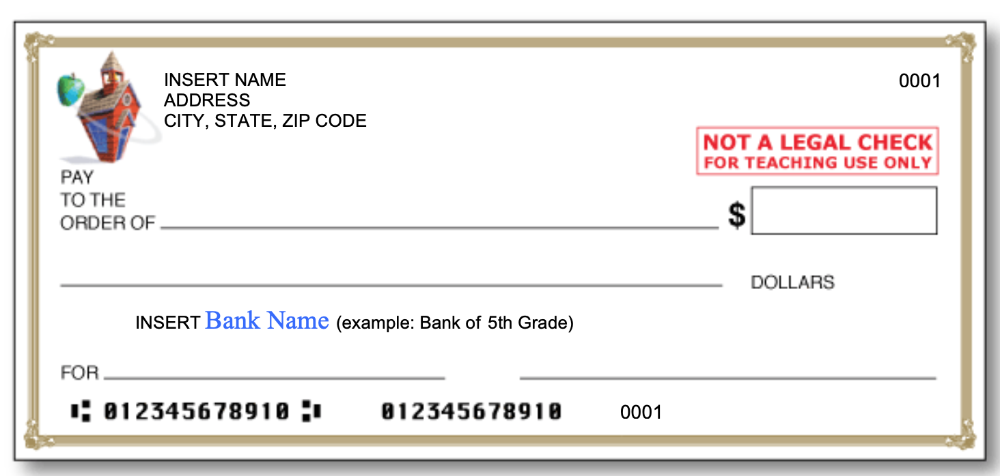 INSERT NAME
0001
ADDRESS
CITY, STATE, ZIP CODE
NOT A LEGAL CHECK
FOR TEACHING USE ONLY
PAY
TO THE
ORDER OF
$
DOLLARS
INSERT Bank Name (example: Bank of 5th Grade)
FOR
⑆ 012345678910 ⑆ 012345678910 0001